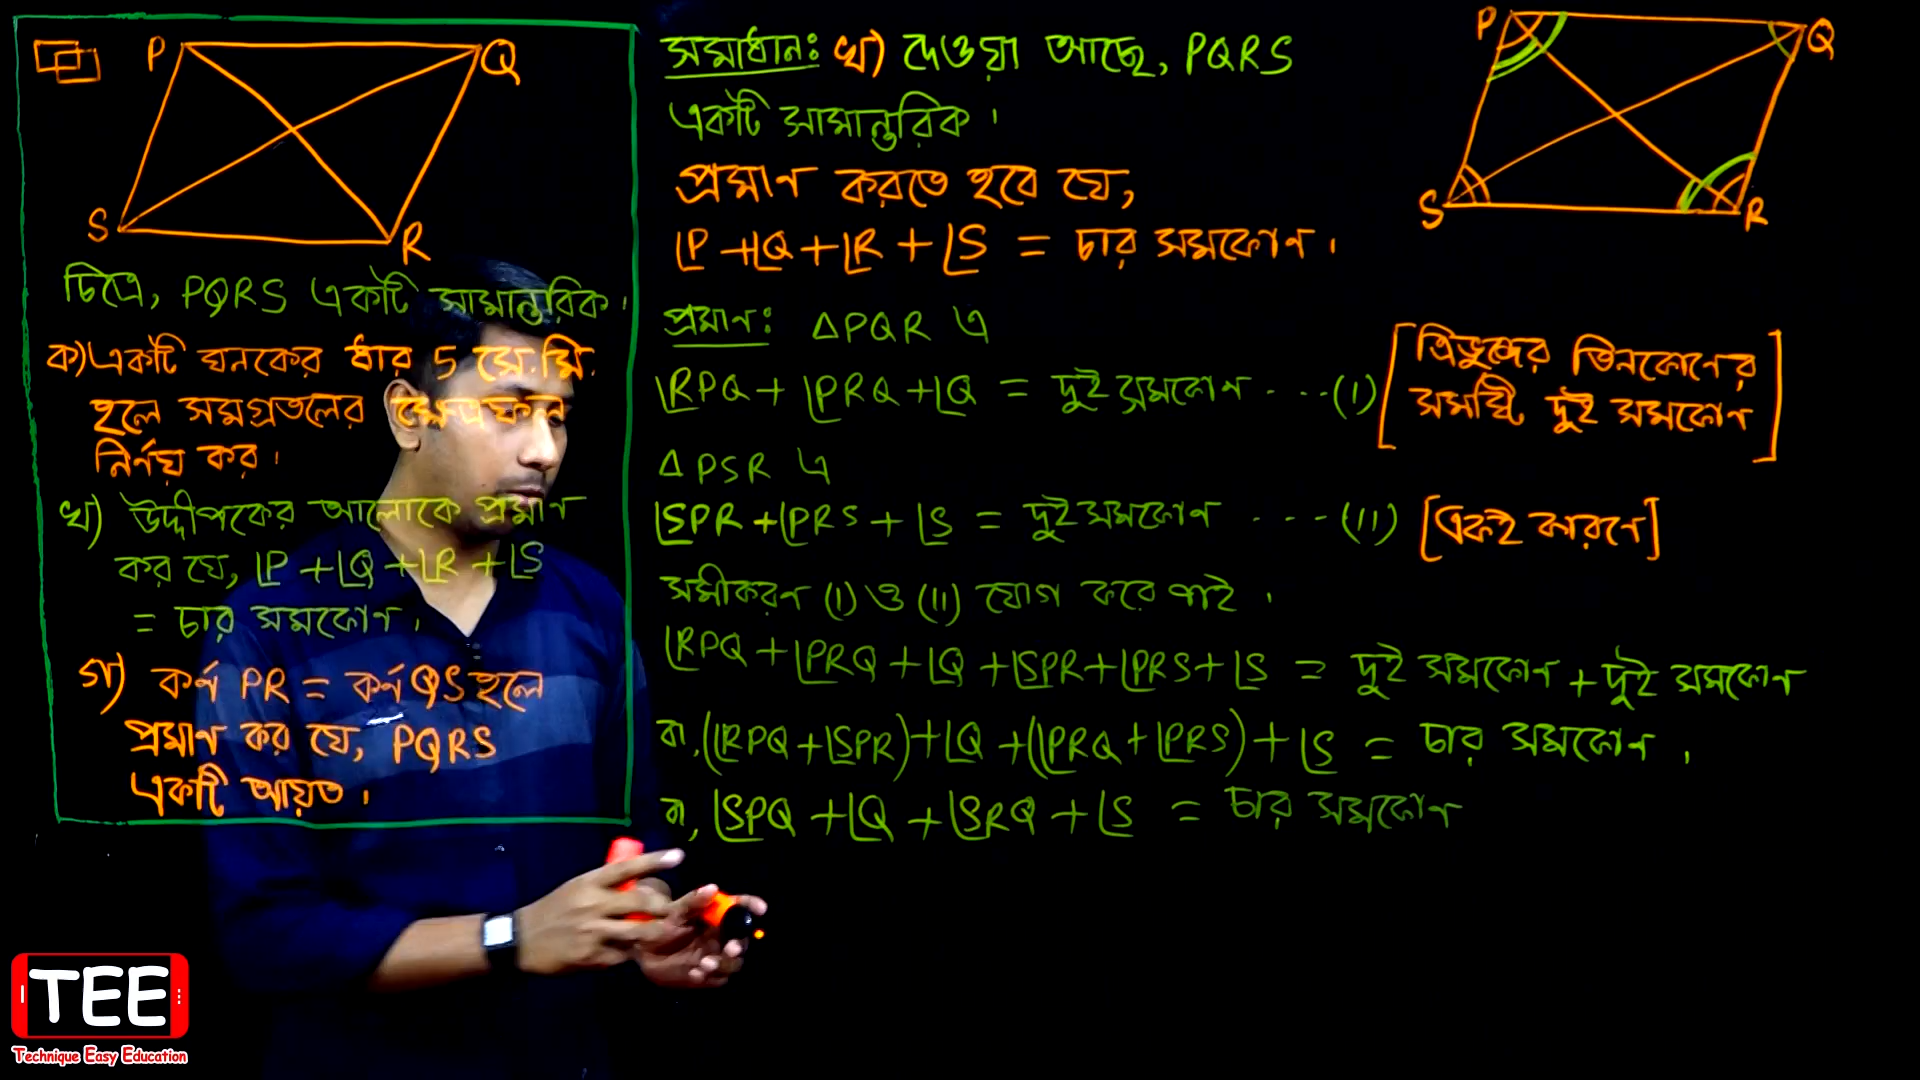 P
Q
S
R
চিত্রে, PQRS একটি সামান্তরিক।
ক) একটি ঘনকের ধার 5 সে.মি.
হলে সমগ্রতলের ক্ষেত্রফল
নির্ণয় কর।
খ) উদ্দীপকের আলোকে প্রমাণ
কর যে, ∠P + ∠Q + ∠R + ∠S
= চার সমকোণ।
গ) কর্ণ PR = কর্ণ QS হলে
প্রমাণ কর যে, PQRS
একটি আয়ত।
সমাধান: খ) দেওয়া আছে, PQRS
একটি সামান্তরিক।
প্রমাণ করতে হবে যে,
∠P + ∠Q + ∠R + ∠S = চার সমকোণ।
P
Q
S
R
প্রমাণ: ΔPQR এ
∠RPQ + ∠PRQ + ∠Q = দুই সমকোণ ... (I)
[ত্রিভুজের তিনকোণের
সমষ্টি দুই সমকোণ]
ΔPSR এ
∠SPR + ∠PRS + ∠S = দুই সমকোণ ... (II) [একই কারণে]
সমীকরণ (I) ও (II) যোগ করে পাই।
∠RPQ + ∠PRQ + ∠Q + ∠SPR + ∠PRS + ∠S = দুই সমকোণ + দুই সমকোণ
বা, (∠RPQ + ∠SPR) + ∠Q + (∠PRQ + ∠PRS) + ∠S = চার সমকোণ।
বা, ∠SPQ + ∠Q + ∠SRQ + ∠S = চার সমকোণ
TEE
Technique Easy Education